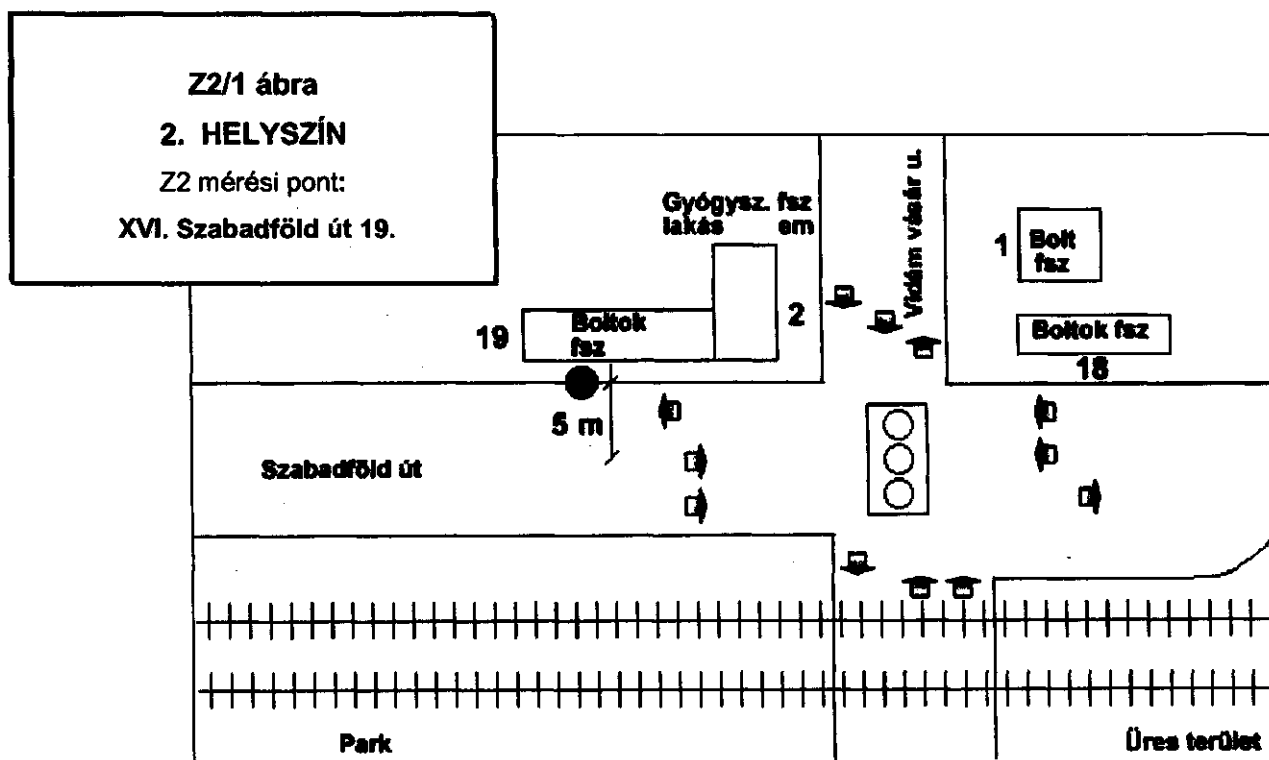 Z2/1 ábra
2. HELYSZÍN
Z2 mérési pont:
XVI. Szabadföld út 19.
Gyógysz. fsz
lakás em
Vidám vásár u.
1
Bolt
fsz
19
Boltok
fsz
2
Boltok fsz
18
5 m
Szabadföld út
Park
Üres terület